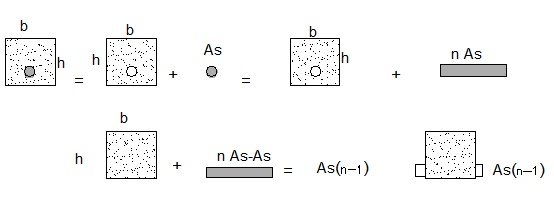 b b As b n As
h = h + = h +
b
h + n As-As = As(n-1) As(n-1)